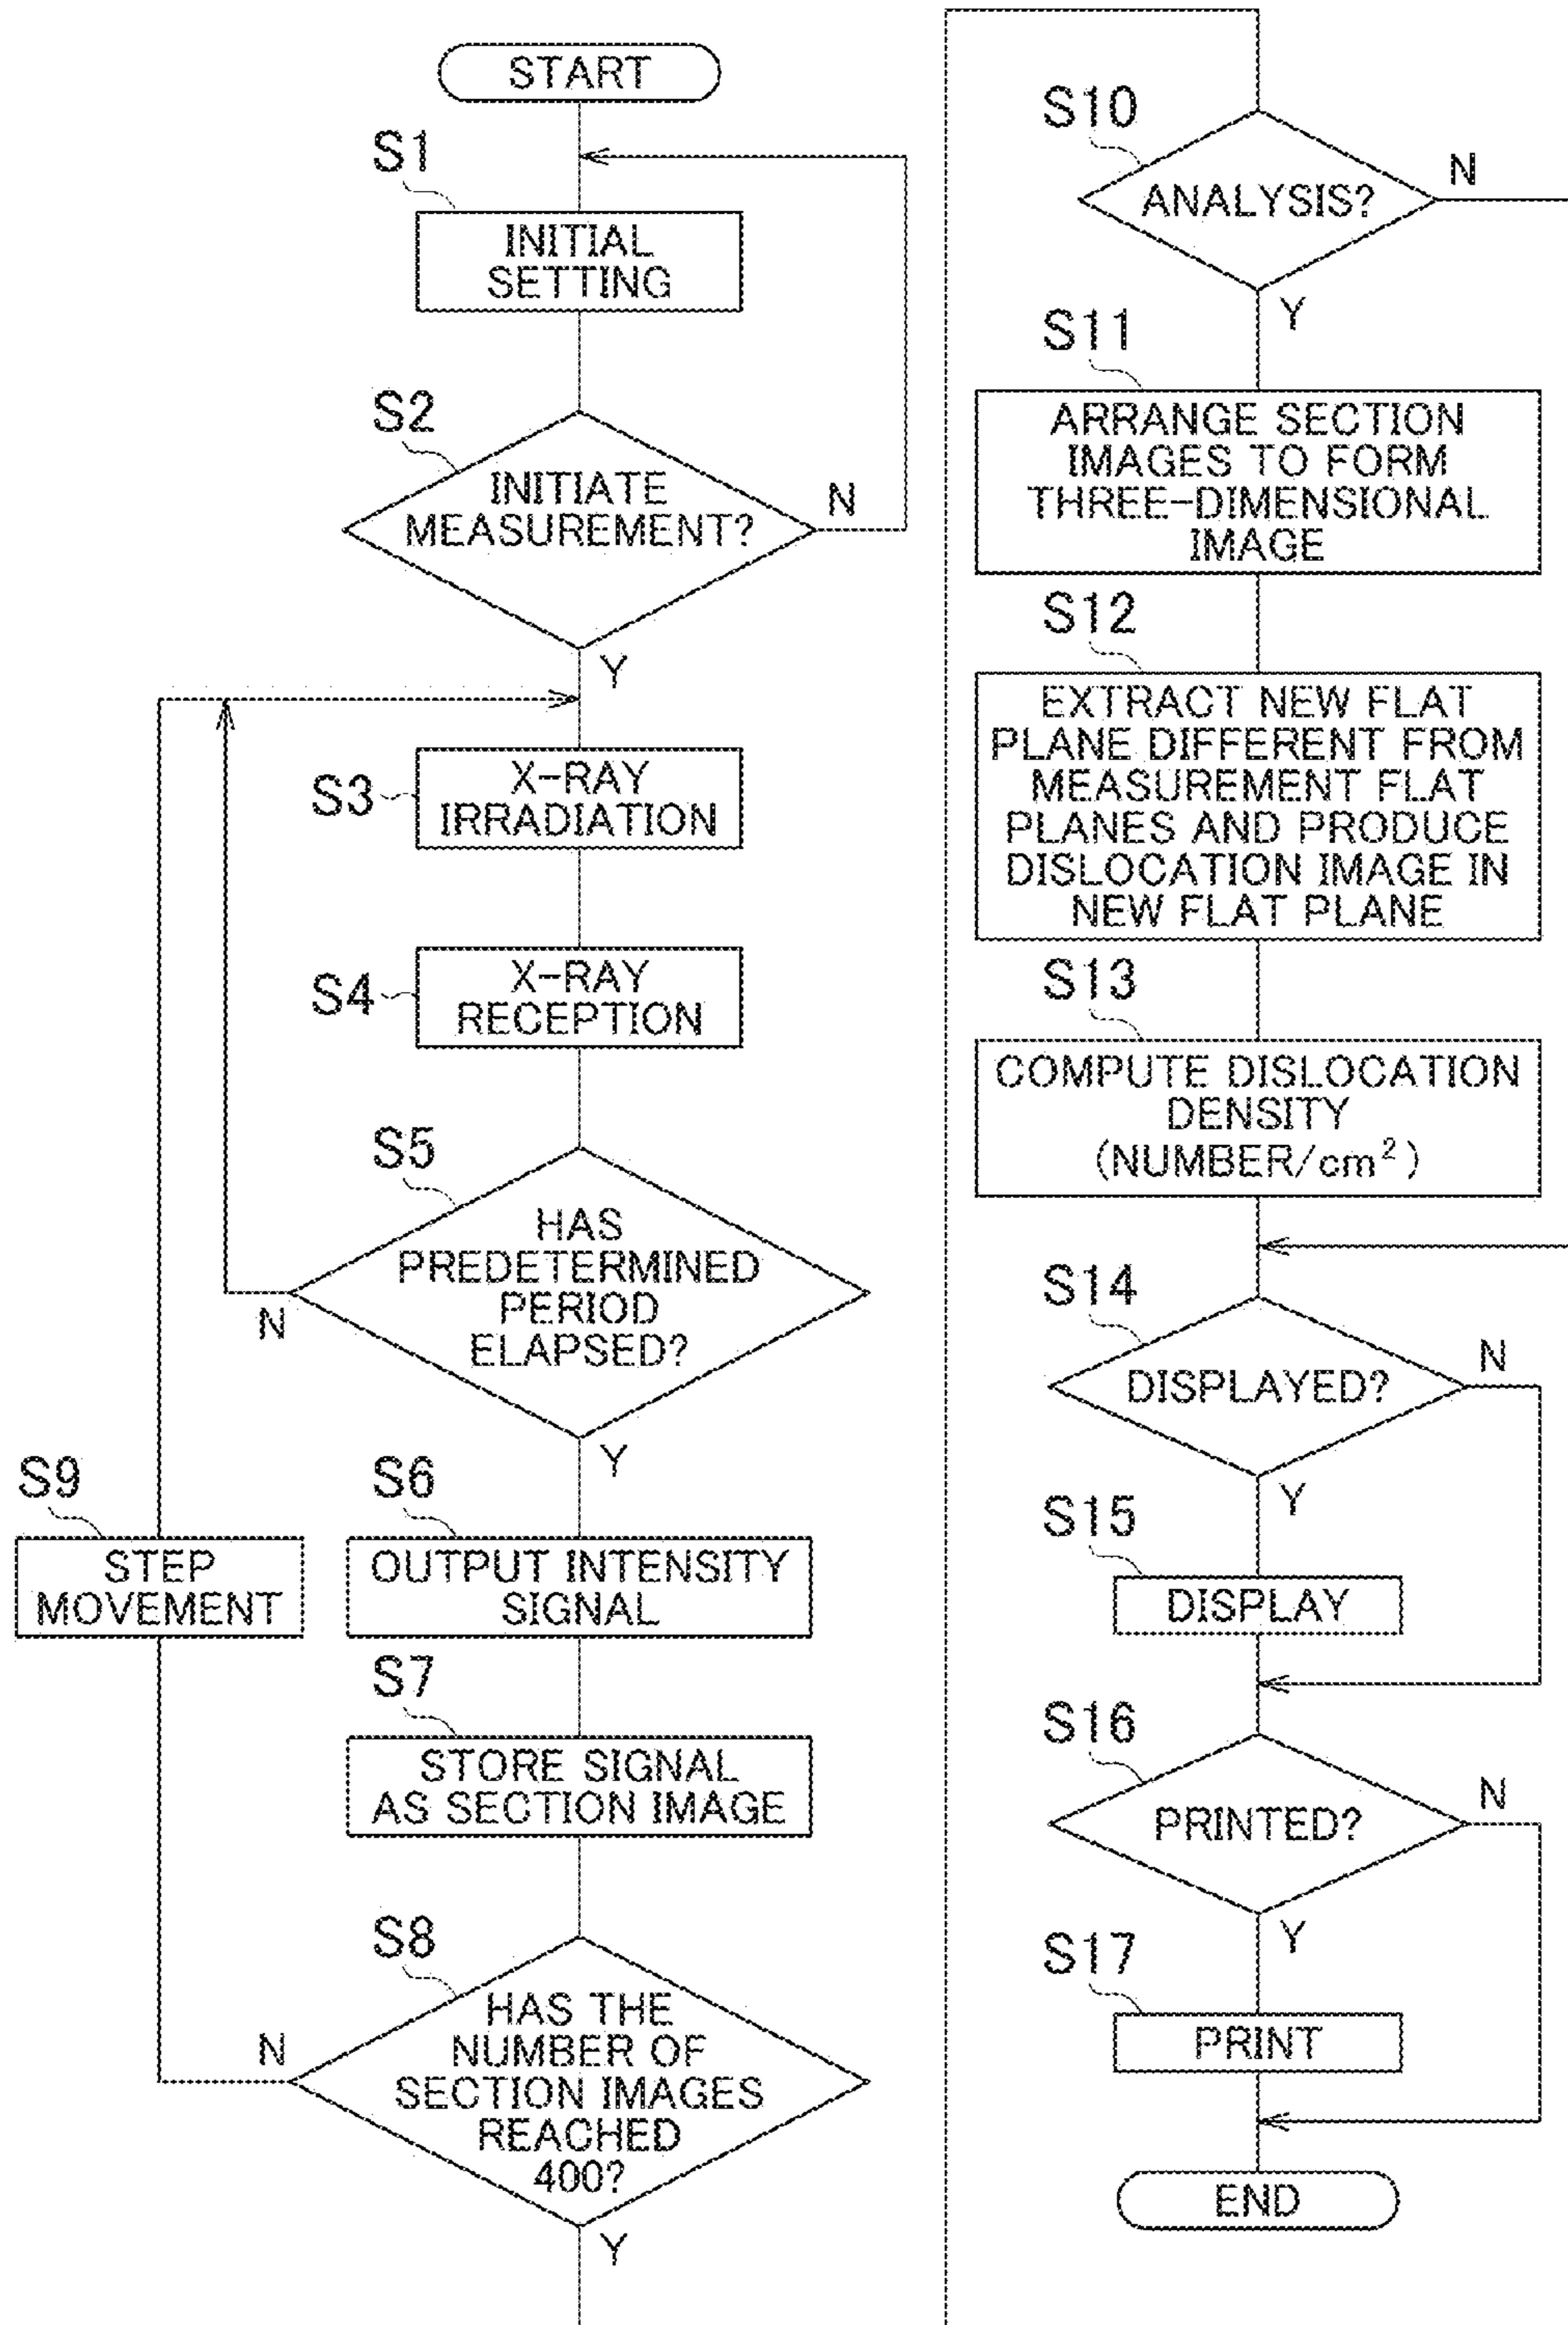 START
S1
INITIAL
SETTING
S2
INITIATE
MEASUREMENT?
N
Y
S3
X-RAY
IRRADIATION
S4
X-RAY
RECEPTION
S5
HAS
PREDETERMINED
PERIOD
ELAPSED?
N
Y
S6
OUTPUT INTENSITY
SIGNAL
S7
STORE SIGNAL
AS SECTION IMAGE
S8
HAS THE
NUMBER OF
SECTION IMAGES
REACHED
400?
N
Y
S9
STEP
MOVEMENT
S10
ANALYSIS?
N
Y
S11
ARRANGE SECTION
IMAGES TO FORM
THREE-DIMENSIONAL
IMAGE
S12
EXTRACT NEW FLAT
PLANE DIFFERENT FROM
MEASUREMENT FLAT
PLANES AND PRODUCE
DISLOCATION IMAGE IN
NEW FLAT PLANE
S13
COMPUTE DISLOCATION
DENSITY
(NUMBER/cm²)
S14
DISPLAYED?
N
Y
S15
DISPLAY
S16
PRINTED?
N
Y
S17
PRINT
END